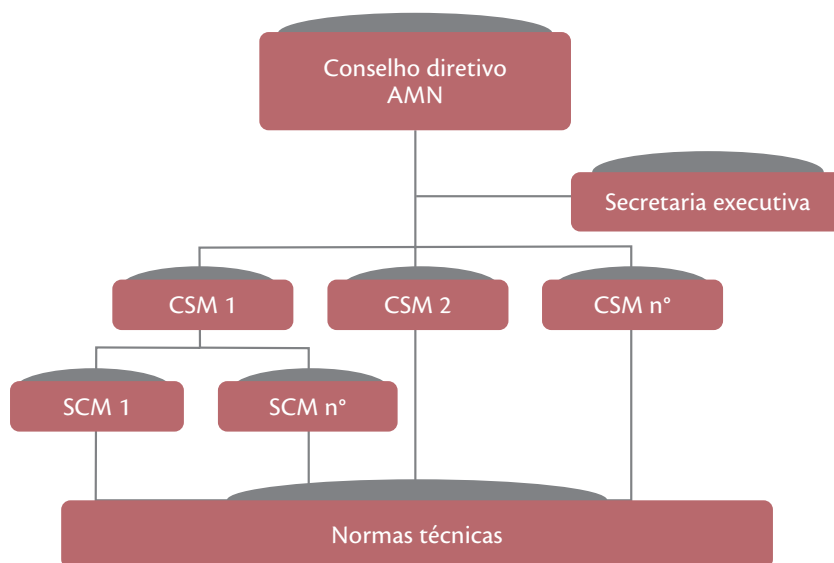 Conselho diretivo
AMN
Secretaria executiva
CSM 1
CSM 2
CSM n°
SCM 1
SCM n°
Normas técnicas